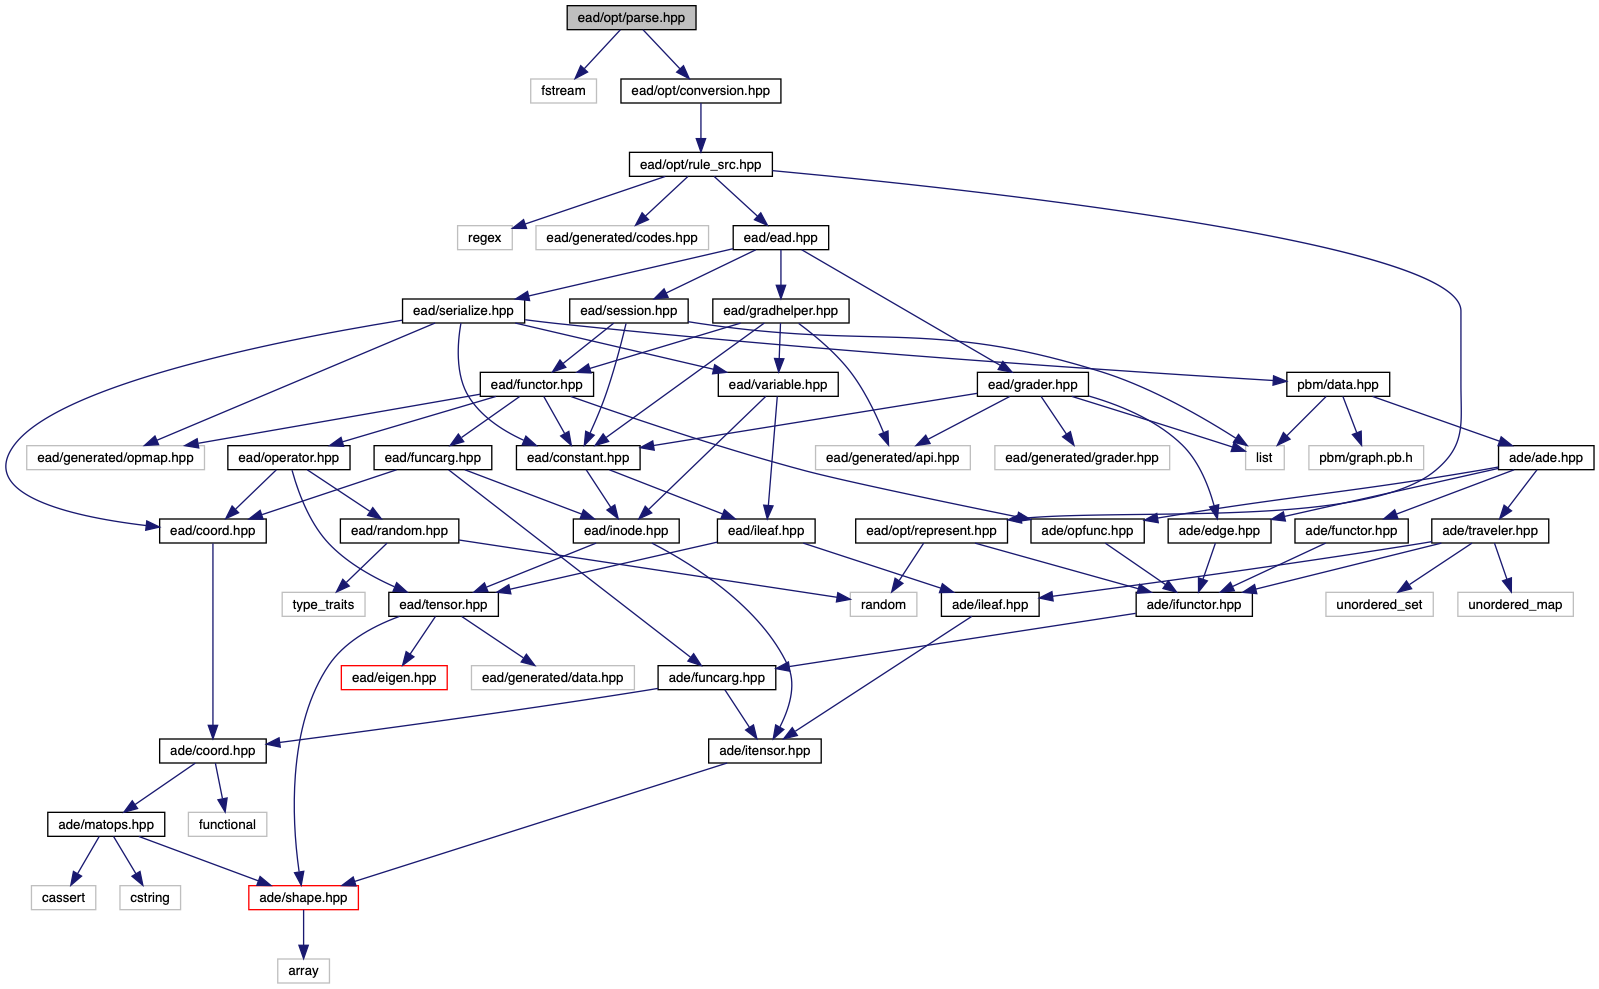 ead/opt/parse.hpp
fstream
ead/opt/conversion.hpp
ead/opt/rule_src.hpp
regex
ead/generated/codes.hpp
ead/ead.hpp
ead/serialize.hpp
ead/session.hpp
ead/gradhelper.hpp
ead/functor.hpp
ead/variable.hpp
ead/grader.hpp
pbm/data.hpp
ead/generated/opmap.hpp
ead/operator.hpp
ead/funcarg.hpp
ead/constant.hpp
ead/generated/api.hpp
ead/generated/grader.hpp
list
pbm/graph.pb.h
ade/ade.hpp
ead/coord.hpp
ead/random.hpp
ead/inode.hpp
ead/ileaf.hpp
ead/opt/represent.hpp
ade/opfunc.hpp
ade/edge.hpp
ade/functor.hpp
ade/traveler.hpp
type_traits
ead/tensor.hpp
random
ade/ileaf.hpp
ade/ifunctor.hpp
unordered_set
unordered_map
ead/eigen.hpp
ead/generated/data.hpp
ade/funcarg.hpp
ade/coord.hpp
ade/itensor.hpp
ade/matops.hpp
functional
cassert
cstring
ade/shape.hpp
array